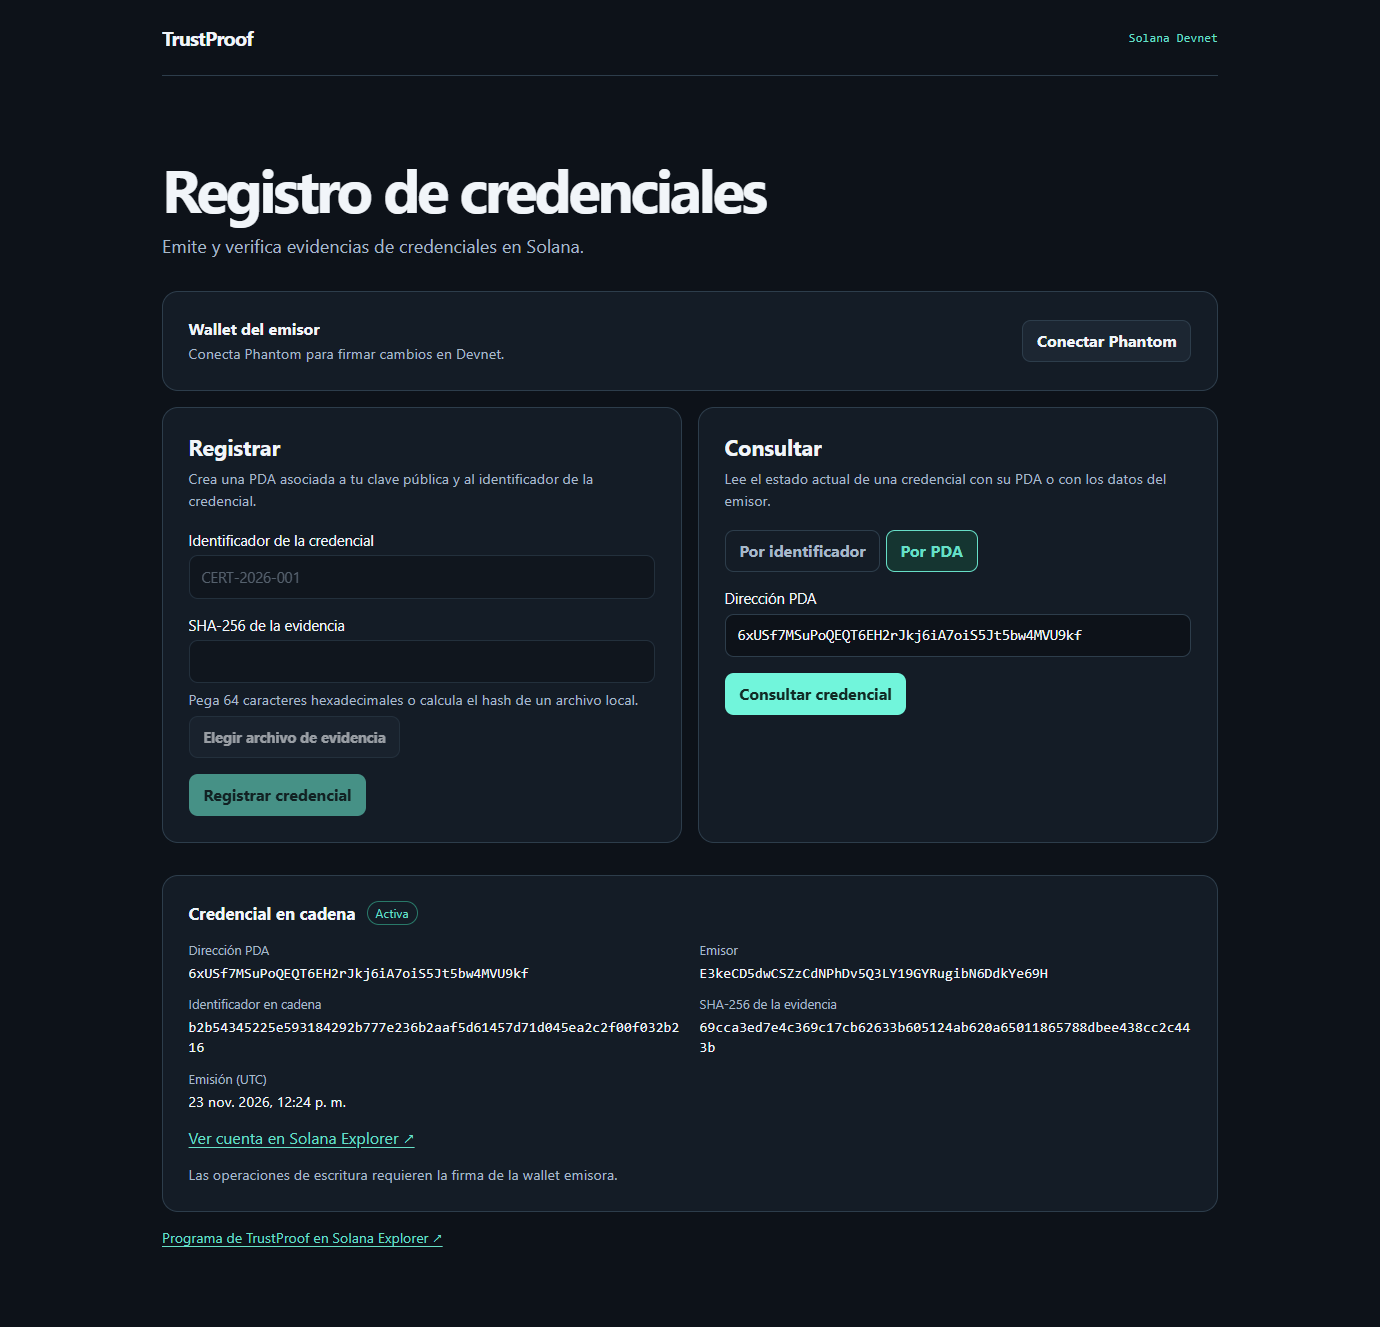 TrustProof
Solana Devnet
Registro de credenciales
Emite y verifica evidencias de credenciales en Solana.
Wallet del emisor
Conecta Phantom para firmar cambios en Devnet.
Conectar Phantom
Registrar
Crea una PDA asociada a tu clave pública y al identificador de la
credencial.
Identificador de la credencial
CERT-2026-001
SHA-256 de la evidencia
Pega 64 caracteres hexadecimales o calcula el hash de un archivo local.
Elegir archivo de evidencia
Registrar credencial
Consultar
Lee el estado actual de una credencial con su PDA o con los datos del
emisor.
Por identificador
Por PDA
Dirección PDA
6xUSf7MSuPoQEQT6EH2rJkj6iA7oiS5Jt5bw4MVU9kf
Consultar credencial
Credencial en cadena
Activa
Dirección PDA
6xUSf7MSuPoQEQT6EH2rJkj6iA7oiS5Jt5bw4MVU9kf
Emisor
E3keCD5dwCSZzCdNPhDv5Q3LY19GYRugibN6DdkYe69H
Identificador en cadena
b2b54345225e593184292b777e236b2aaf5d61457d71d045ea2c2f00f032b2
16
SHA-256 de la evidencia
69cca3ed7e4c369c17cb62633b605124ab620a65011865788dbee438cc2c44
3b
Emisión (UTC)
23 nov. 2026, 12:24 p. m.
Ver cuenta en Solana Explorer ↗
Las operaciones de escritura requieren la firma de la wallet emisora.
Programa de TrustProof en Solana Explorer ↗